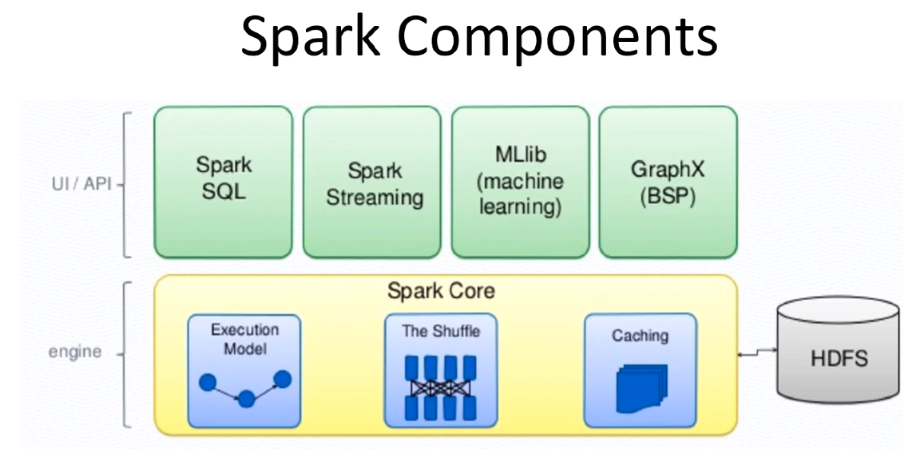 Spark Components
UI / API
Spark
SQL
Spark
Streaming
MLlib
(machine
learning)
GraphX
(BSP)
engine
Spark Core
Execution
Model
The Shuffle
Caching
HDFS